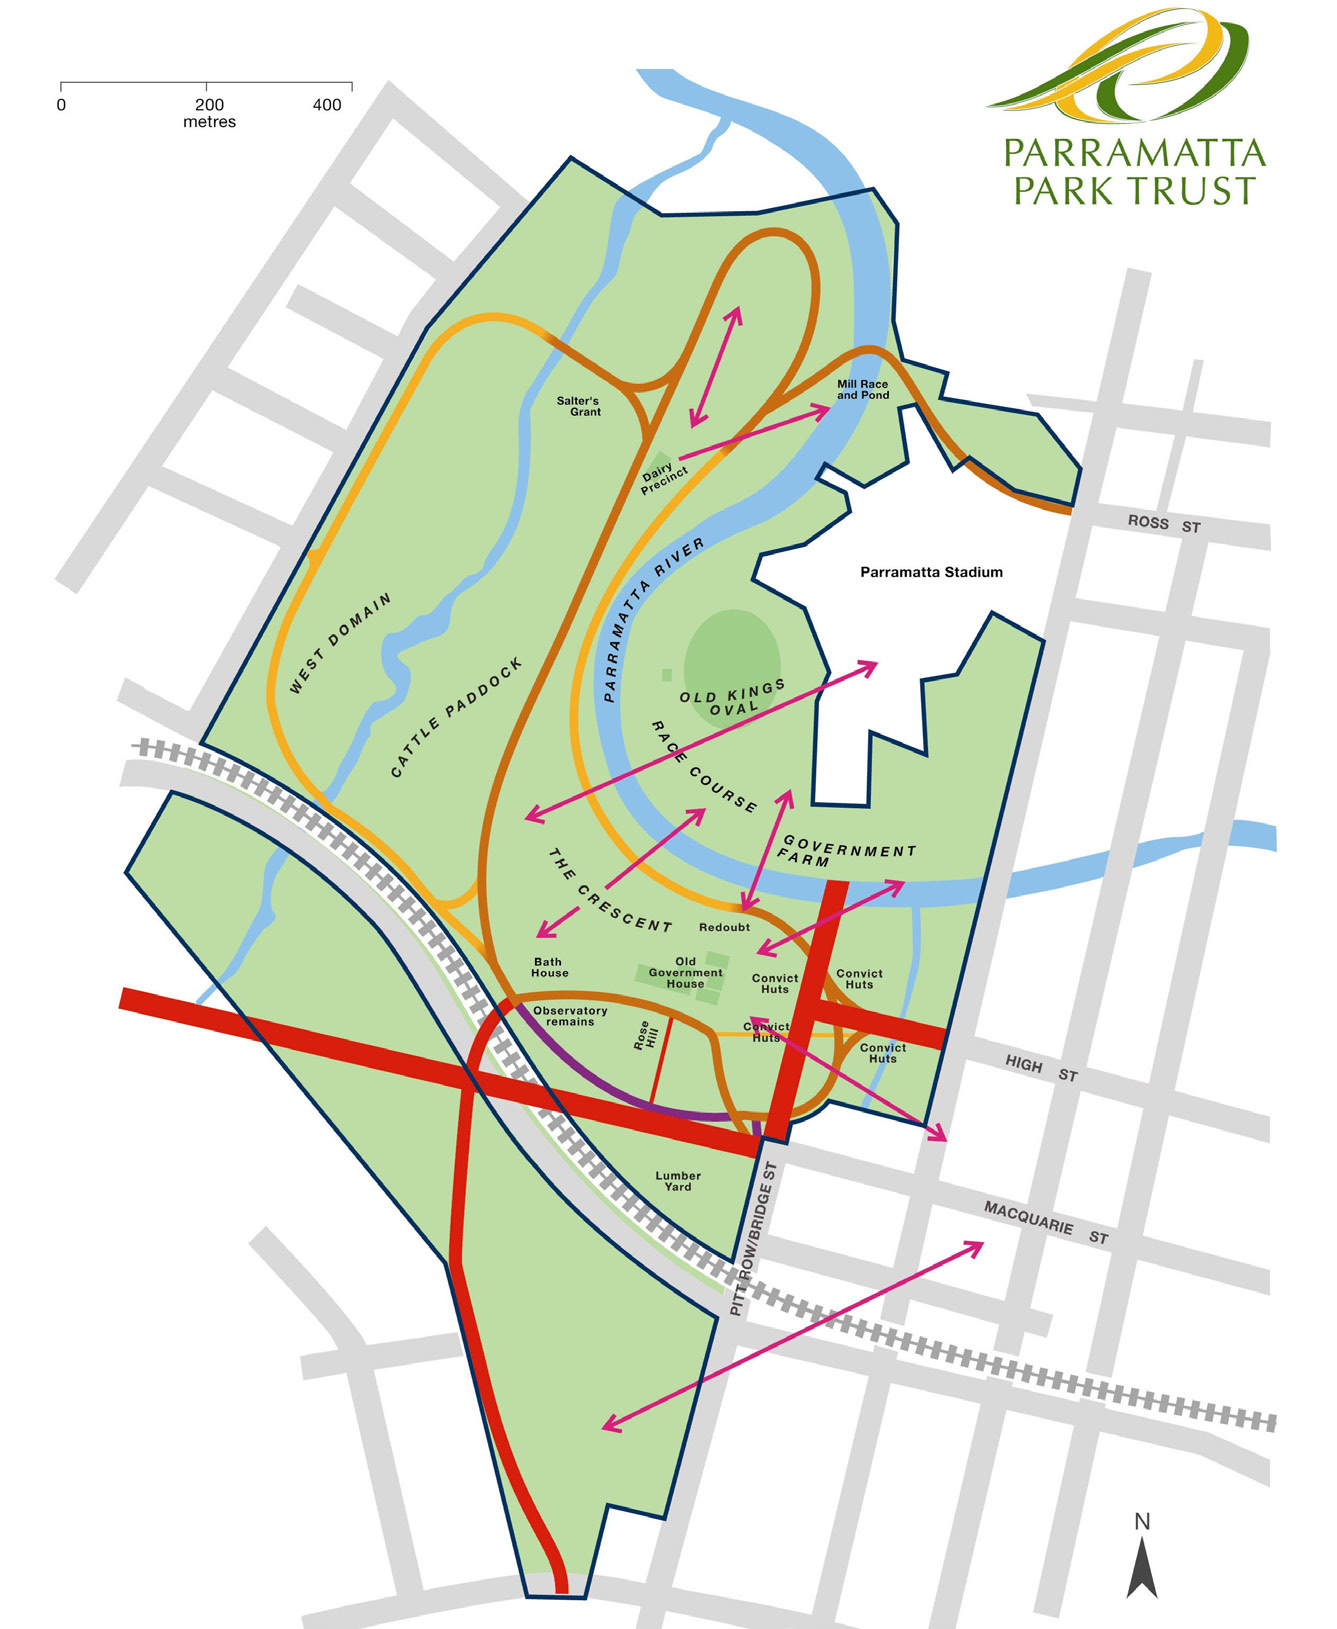 PARRAMATTA
PARK TRUST
0 200 400
metres
Mill Race
and Pond
Salter's
Grant
Dairy
Precinct
ROSS ST
PARRAMATTA RIVER
Parramatta Stadium
WEST DOMAIN
CATTLE PADDOCK
OLD KINGS
OVAL
RACE COURSE
GOVERNMENT
FARM
THE CRESCENT
Redoubt
Bath
House
Old
Government
House
Convict
Huts
Convict
Huts
Observatory
remains
Rose
Hill
Convict
Huts
Convict
Huts
HIGH ST
Lumber
Yard
PITT ROW/BRIDGE ST
MACQUARIE ST
N